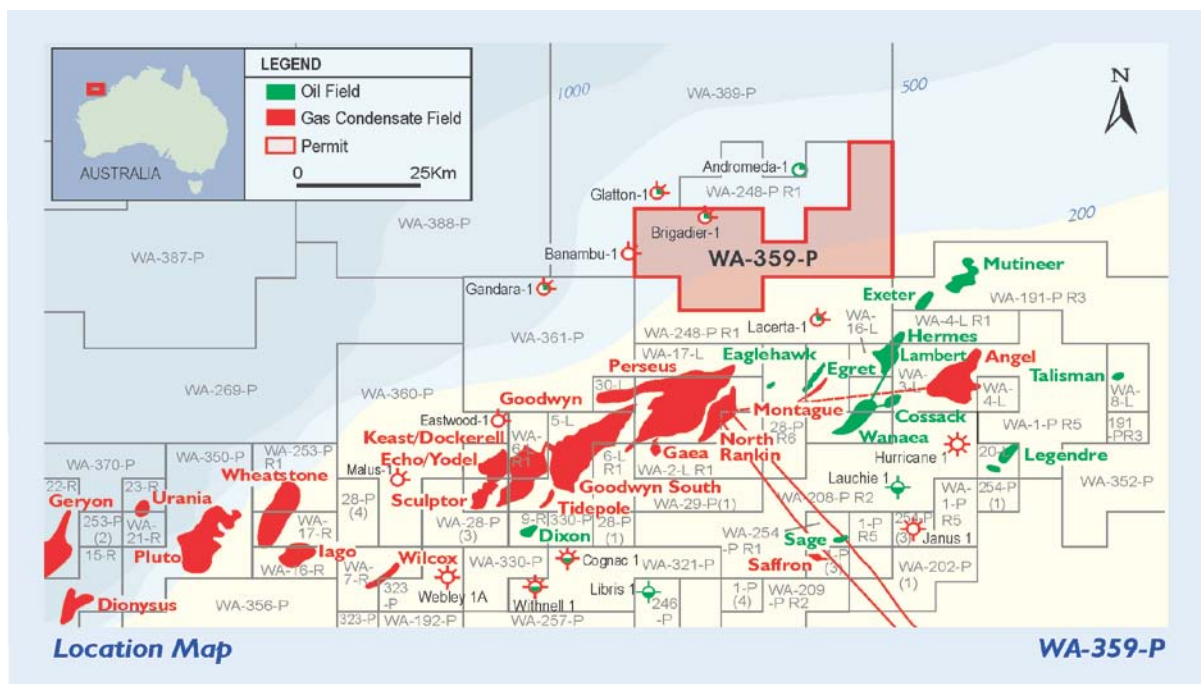 LEGEND
Oil Field
Gas Condensate Field
Permit
0 25Km
AUSTRALIA
N
1000
500
200
WA-389-P
Andromeda-1
WA-248-P R1
Glatton-1
Brigadier-1
WA-388-P
WA-387-P
Banambu-1
WA-359-P
Gandara-1
Mutineer
Exeter
WA-191-P R3
Lacerta-1
WA-
16-L
WA-4-L R1
WA-361-P
WA-248-P R1
Hermes
WA-17-L
Eaglehawk
Lambert
Angel
Perseus
Egret
WA-269-P
WA-360-P
30-L
WA-
4-L
Talisman
WA-
8-L
Goodwyn
Montague
Cossack
Eastwood-1
5-L
28-P
R6
Wanaea
WA-1-P R5
191
-PR3
Keast/Dockerell
North
Rankin
Hurricane 1
WA-253-P
R1
Echo/Yodel
6-L
R1
Gaea
WA-2-L R1
Legendre
WA-370-P
WA-350-P
Wheatstone
Malus-1
Lauchie 1
WA-352-P
22-R
23-R
Urania
Sculptor
Goodwyn South
WA-208-P R2
WA-
1-P
R5
254-P
(1)
Geryon
28-P
(4)
Tidepole
WA-29-P(1)
253-P
(2)
WA-
21-R
WA-
17-R
WA-28-P
(3)
9-R
330-P
28-P
(1)
WA-254
-P R1
1-P
R5
254-P
(3)
Janus 1
15-R
Pluto
Iago
Dixon
Sage
WA-16-R
WA-
7-R
Wilcox
WA-330-P
Cognac 1
WA-321-P
Saffron
WA-202-P
(1)
Dionysus
WA-356-P
323
-P
Webley 1A
Withnell 1
Libris 1
246
-P
1-P
(4)
WA-209
-P R2
323-P
WA-192-P
WA-257-P
Location Map
WA-359-P